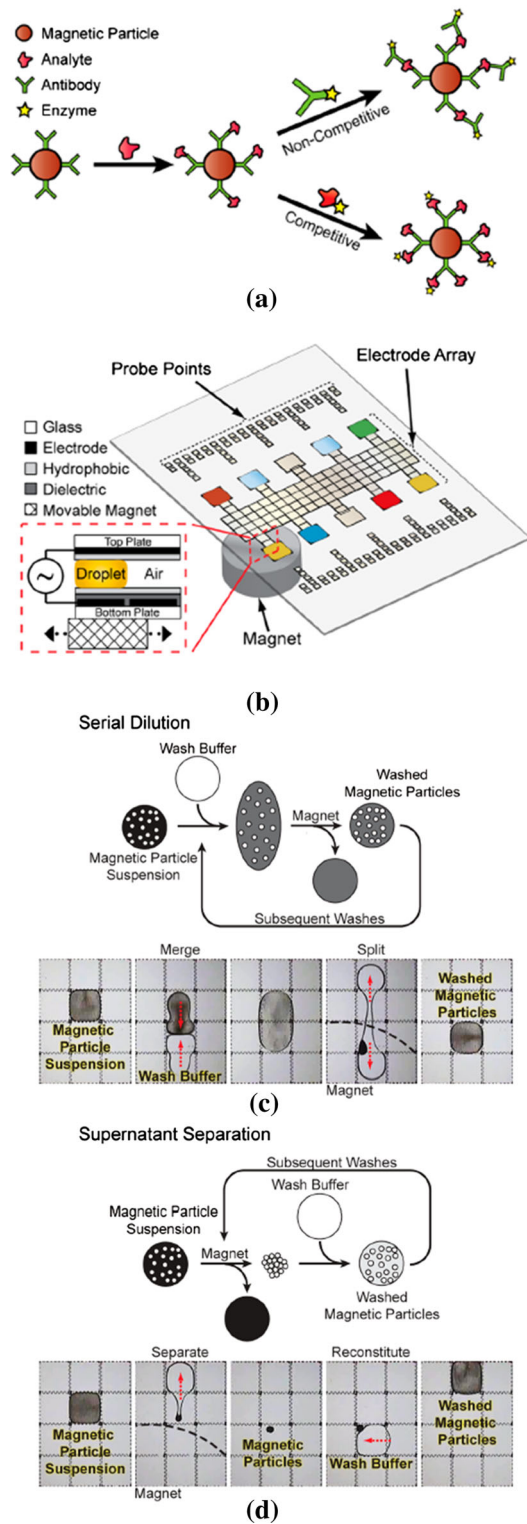 Magnetic Particle
Analyte
Antibody
Enzyme
Non-Competitive
Competitive
(a)
Probe Points
Electrode Array
Glass
Electrode
Hydrophobic
Dielectric
Movable Magnet
Top Plate
Droplet
Air
Bottom Plate
Magnet
(b)
Serial Dilution
Wash Buffer
Washed
Magnetic Particles
Magnet
Magnetic Particle
Suspension
Subsequent Washes
Merge
Split
Magnetic
Particle
Suspension
Wash Buffer
Washed
Magnetic
Particles
Magnet
(c)
Supernatant Separation
Subsequent Washes
Wash Buffer
Magnetic Particle
Suspension
Magnet
Washed
Magnetic Particles
Separate
Reconstitute
Magnetic
Particle
Suspension
Magnetic
Particles
Wash Buffer
Washed
Magnetic
Particles
Magnet
(d)